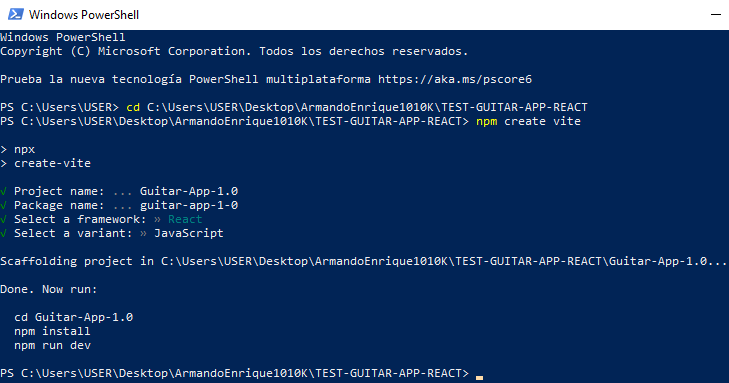 Windows PowerShell
Windows PowerShell
Copyright (C) Microsoft Corporation. Todos los derechos reservados.
Prueba la nueva tecnología PowerShell multiplataforma https://aka.ms/pscore6
PS C:\Users\USER> cd C:\Users\USER\Desktop\ArmandoEnrique1010K\TEST-GUITAR-APP-REACT
PS C:\Users\USER\Desktop\ArmandoEnrique1010K\TEST-GUITAR-APP-REACT> npm create vite
> npx
> create-vite
√ Project name: ... Guitar-App-1.0
√ Package name: ... guitar-app-1-0
√ Select a framework: » React
√ Select a variant: » JavaScript
Scaffolding project in C:\Users\USER\Desktop\ArmandoEnrique1010K\TEST-GUITAR-APP-REACT\Guitar-App-1.0...
Done. Now run:
cd Guitar-App-1.0
npm install
npm run dev
PS C:\Users\USER\Desktop\ArmandoEnrique1010K\TEST-GUITAR-APP-REACT>